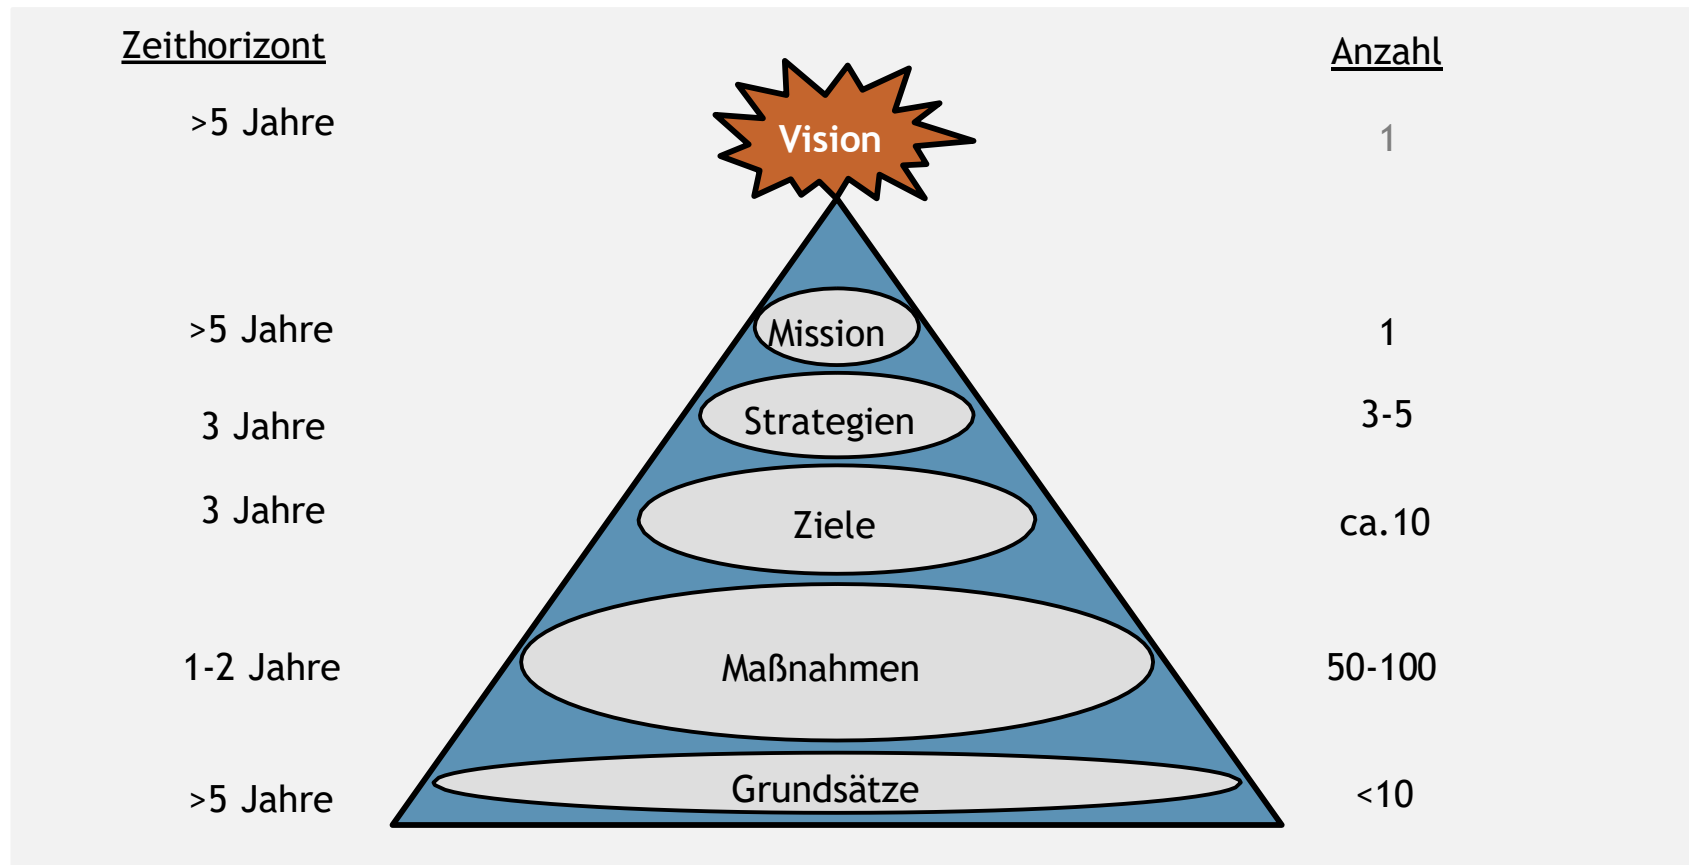 Zeithorizont
Anzahl
>5 Jahre
Vision
1
>5 Jahre
Mission
1
3 Jahre
Strategien
3-5
3 Jahre
Ziele
ca.10
1-2 Jahre
Maßnahmen
50-100
>5 Jahre
Grundsätze
<10